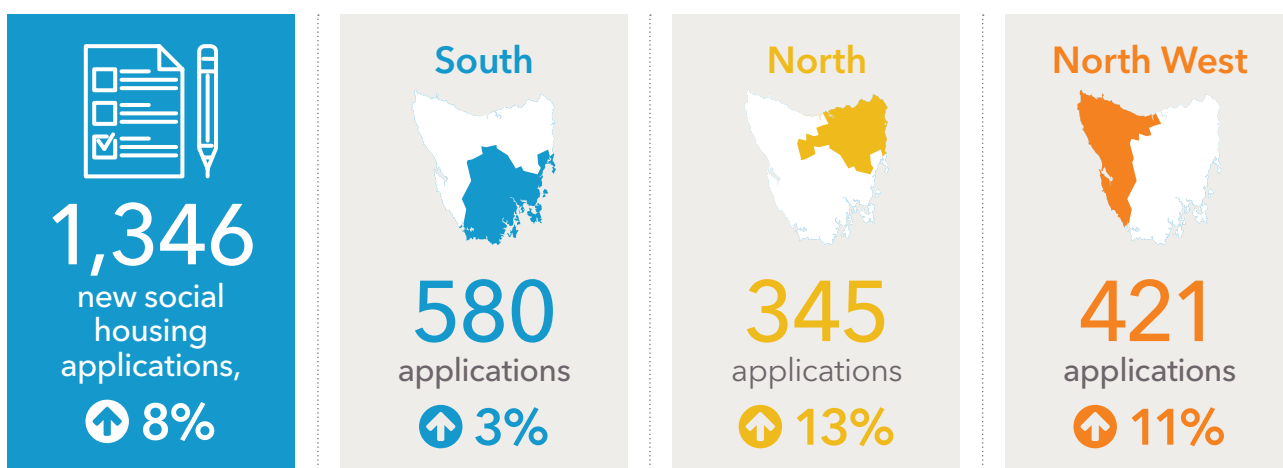 1,346
new social
housing
applications,
8%
South
580
applications
3%
North
345
applications
13%
North West
421
applications
11%